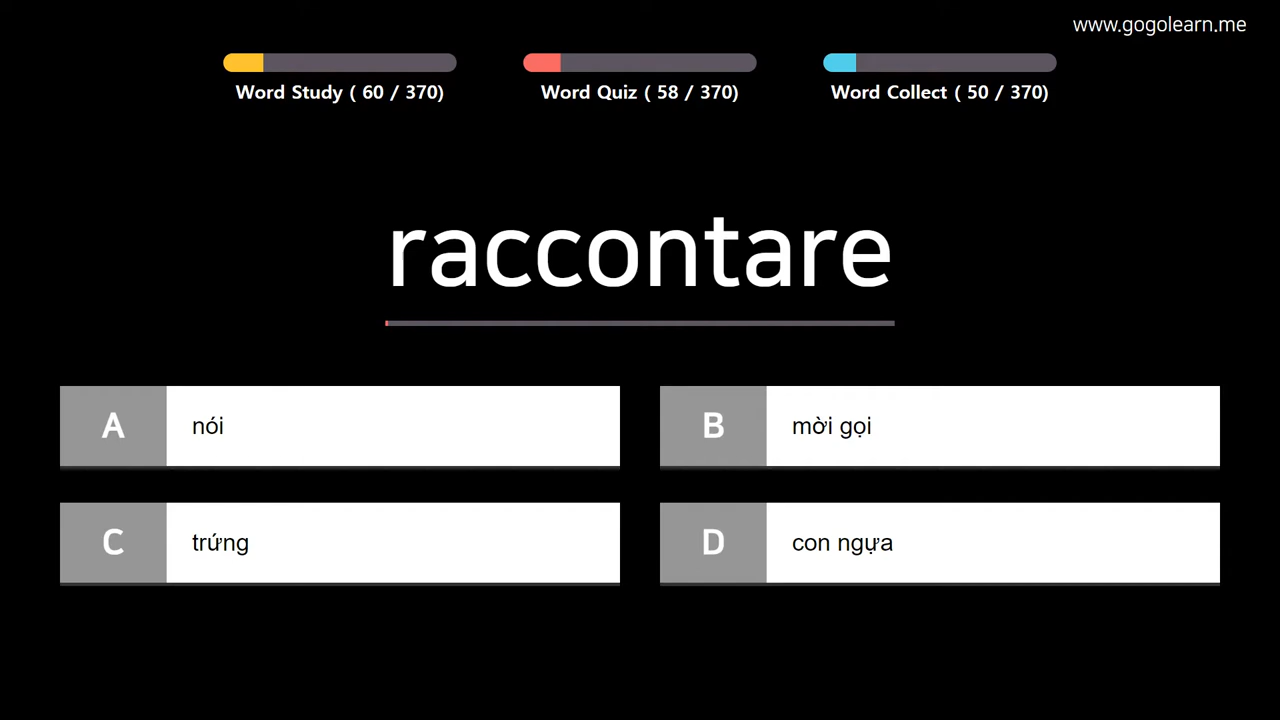 www.gogolearn.me
Word Study ( 60 / 370)
Word Quiz ( 58 / 370)
Word Collect ( 50 / 370)
raccontare
A nói
B mời gọi
C trứng
D con ngựa